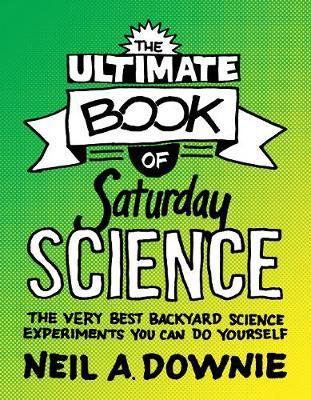 THE
ULTIMATE
BOOK
OF
Saturday
SCIENCE
THE VERY BEST BACKYARD SCIENCE
EXPERIMENTS YOU CAN DO YOURSELF
NEIL A. DOWNIE